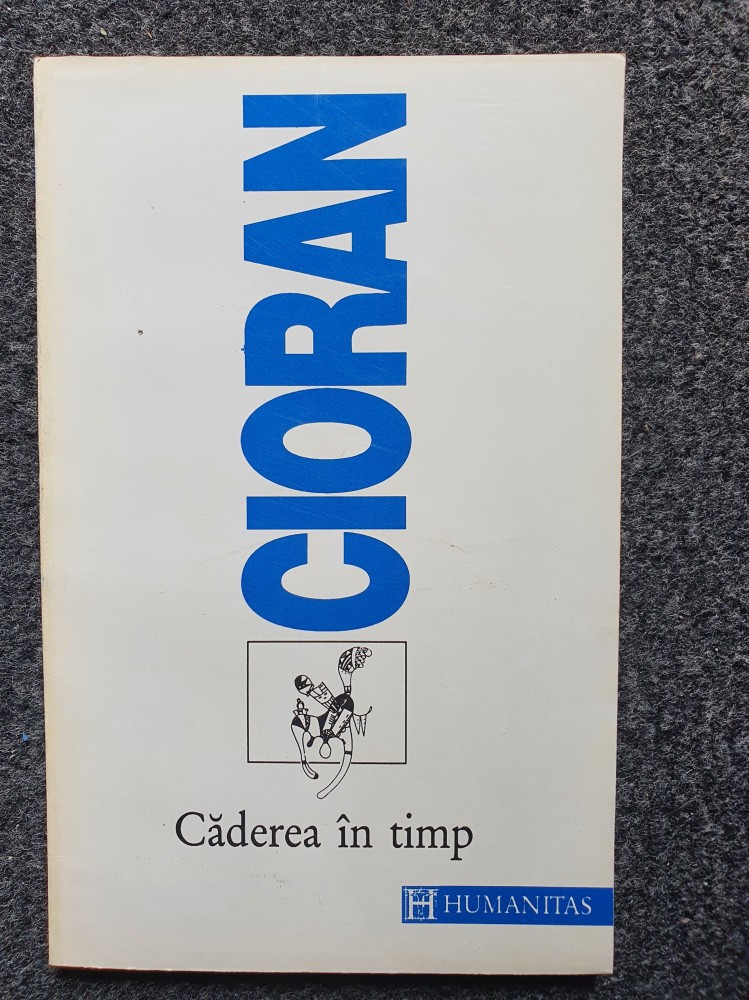 CIORAN
Căderea în timp
HUMANITAS